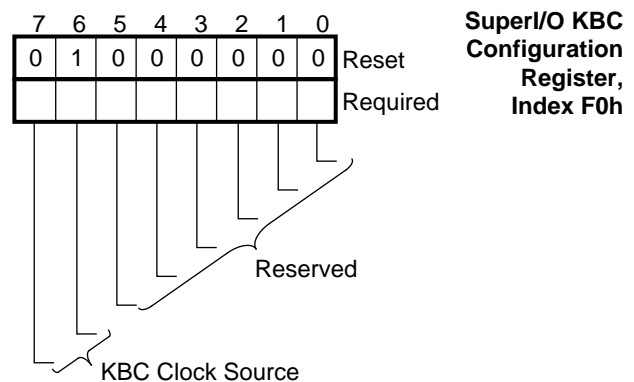 7 6 5 4 3 2 1 0
0 1 0 0 0 0 0 0 Reset
Required
SuperI/O KBC
Configuration
Register,
Index F0h
Reserved
KBC Clock Source